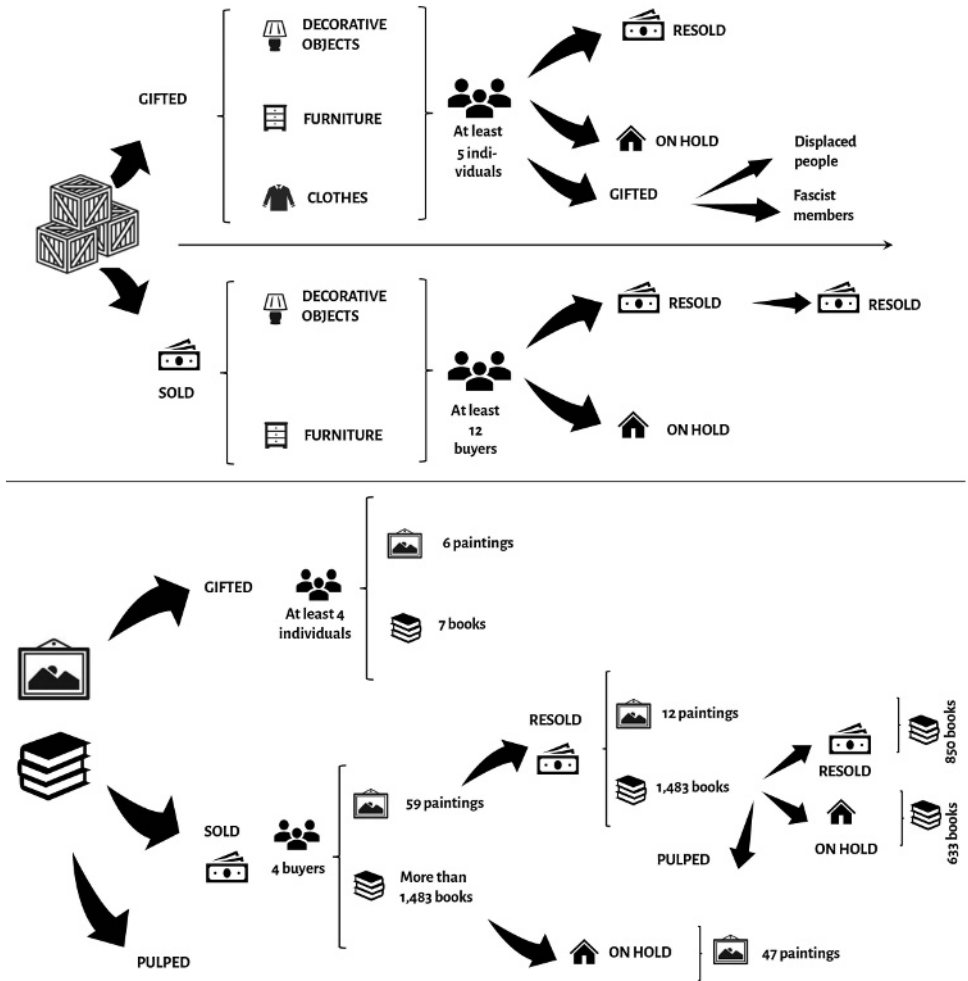 DECORATIVE
OBJECTS
GIFTED
FURNITURE
CLOTHES
At least
5 indi-
viduals
RESOLD
ON HOLD
GIFTED
Displaced
people
Fascist
members
SOLD
DECORATIVE
OBJECTS
FURNITURE
At least
12
buyers
RESOLD
RESOLD
ON HOLD
GIFTED
At least 4
individuals
6 paintings
7 books
SOLD
4 buyers
59 paintings
More than
1,483 books
RESOLD
12 paintings
1,483 books
RESOLD
850 books
ON HOLD
633 books
PULPED
ON HOLD
47 paintings
PULPED